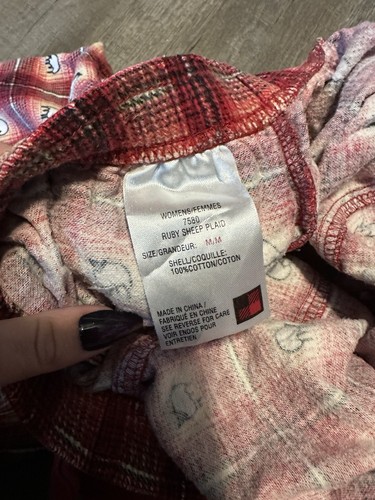 WOMENS/FEMMES
7580
RUBY SHEEP PLAID
SIZE/GRANDEUR: M/M
SHELL/COQUILLE:
100%COTTON/COTON
MADE IN CHINA/
FABRIQUÉ EN CHINE
SEE REVERSE FOR CARE
VOIR ENDOS POUR
ENTRETIEN.